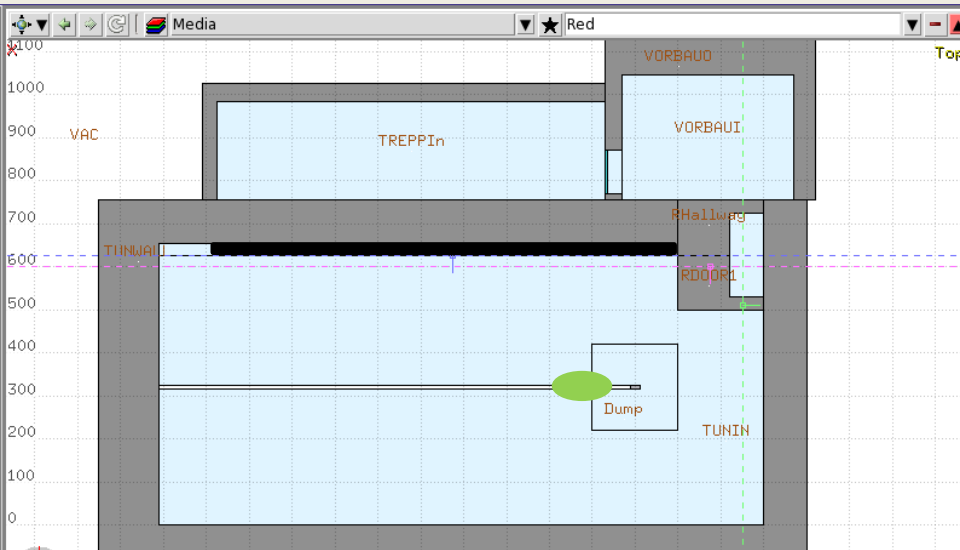 Media
Red
Top
1100
VORBAUO
1000
VORBAUI
TREPPIn
VAC
900
800
700
RHallway
TUNWAL
600
RDOOR1
500
400
300
Dump
TUNIN
200
100
0